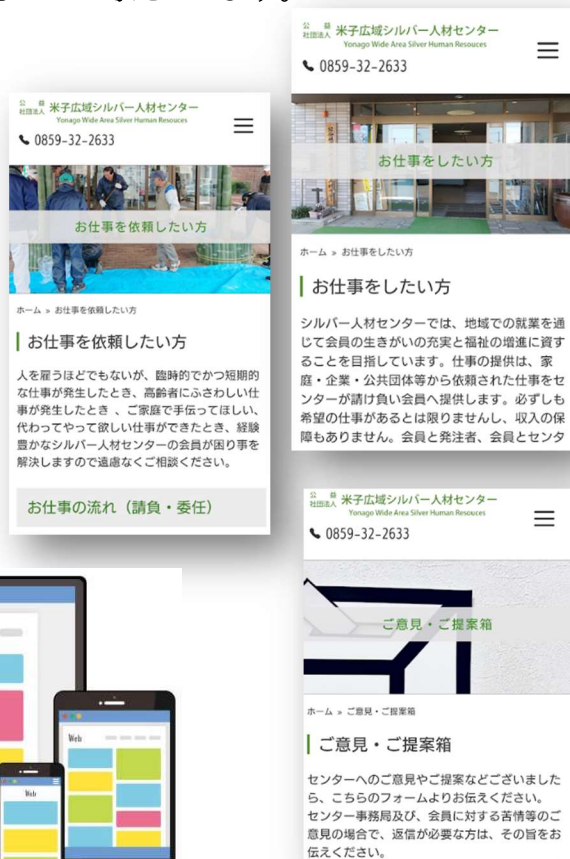 公益
社団法人 米子広域シルバー人材センター
Yonago Wide Area Silver Human Resouces
0859-32-2633
お仕事を依頼したい方
ホーム » お仕事を依頼したい方
お仕事を依頼したい方
人を雇うほどでもないが、臨時的でかつ短期的
な仕事が発生したとき、高齢者にふさわしい仕
事が発生したとき 、ご家庭で手伝ってほしい、
代わってやって欲しい仕事ができたとき、経験
豊かなシルバー人材センターの会員が困り事を
解決しますので遠慮なくご相談ください。
お仕事の流れ（請負・委任）
公益
社団法人 米子広域シルバー人材センター
Yonago Wide Area Silver Human Resouces
0859-32-2633
お仕事をしたい方
ホーム » お仕事をしたい方
お仕事をしたい方
シルバー人材センターでは、地域での就業を通
じて会員の生きがいの充実と福祉の増進に資す
ることを目指しています。仕事の提供は、家
庭・企業・公共団体等から依頼された仕事をセ
ンターが請け負い会員へ提供します。必ずしも
希望の仕事があるとは限りませんし、収入の保
障もありません。会員と発注者、会員とセンタ
公益
社団法人 米子広域シルバー人材センター
Yonago Wide Area Silver Human Resouces
0859-32-2633
ご意見・ご提案箱
ホーム » ご意見・ご提案箱
ご意見・ご提案箱
センターへのご意見やご提案などございました
ら、こちらのフォームよりお伝えください。
センター事務局及び、会員に対する苦情等のご
意見の場合で、返信が必要な方は、その旨をお
伝えください。
Web
Web